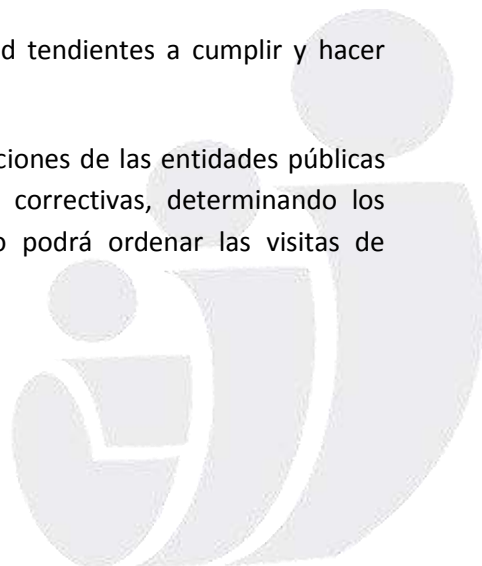 d tendientes a cumplir y hacer
ciones de las entidades públicas
correctivas, determinando los
o podrá ordenar las visitas de